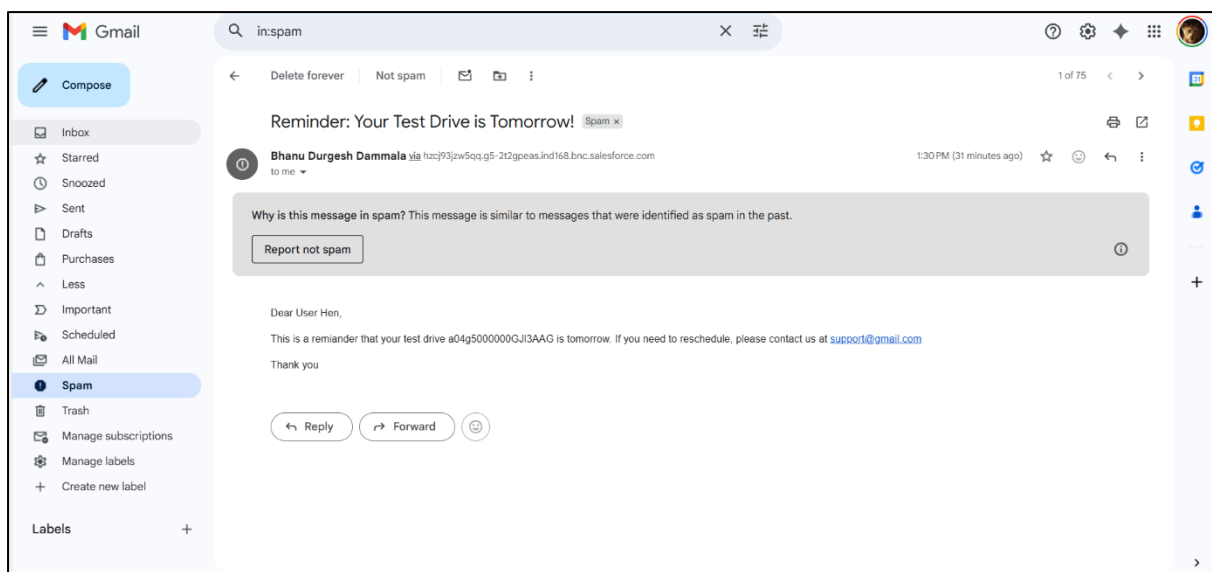 Gmail
in:spam
Compose
Delete forever
Not spam
1 of 75
31
Reminder: Your Test Drive is Tomorrow! Spam x
Inbox
Starred
Snoozed
Sent
Drafts
Purchases
Less
Important
Scheduled
All Mail
Spam
Trash
Manage subscriptions
Manage labels
Create new label
Labels
Bhanu Durgesh Dammala via hzcj93jzw5qq.g5-2t2gpeas.ind168.bnc.salesforce.com
1:30 PM (31 minutes ago)
to me
Why is this message in spam? This message is similar to messages that were identified as spam in the past.
Report not spam
Dear User Hen,
This is a remiander that your test drive a04g5000000GJI3AAG is tomorrow. If you need to reschedule, please contact us at support@gmail.com
Thank you
Reply
Forward